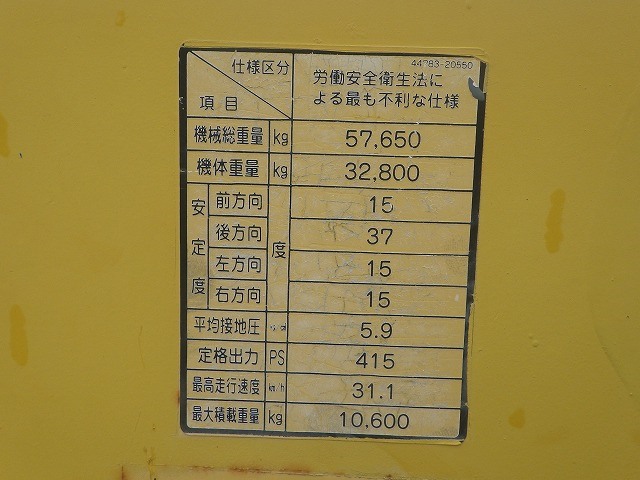 44283-20550
仕様区分
項目
労働安全衛生法に
よる最も不利な仕様
機械総重量 kg 57,650
機体重量 kg 32,800
安定度 前方向 度 15
後方向 37
左方向 15
右方向 15
平均接地圧 5.9
定格出力 PS 415
最高走行速度 km/h 31.1
最大積載重量 kg 10,600